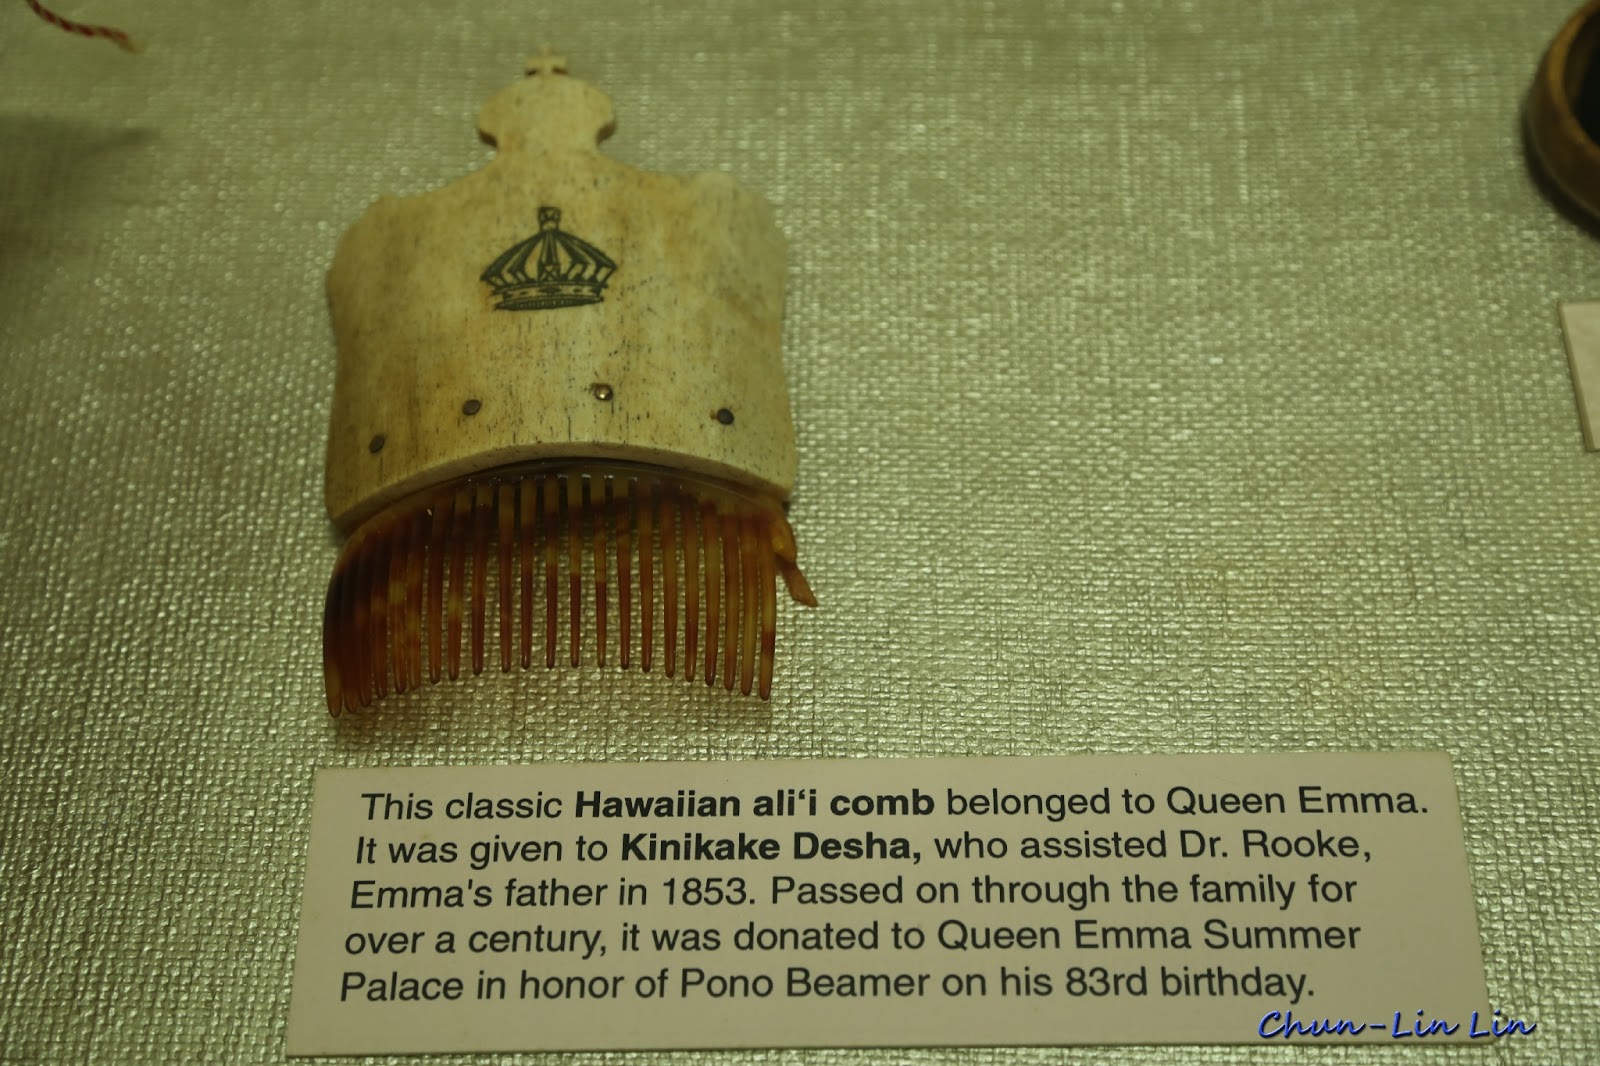 This classic Hawaiian ali‘i comb belonged to Queen Emma.
It was given to Kinikake Desha, who assisted Dr. Rooke,
Emma's father in 1853. Passed on through the family for
over a century, it was donated to Queen Emma Summer
Palace in honor of Pono Beamer on his 83rd birthday.
Chun-Lin Lin